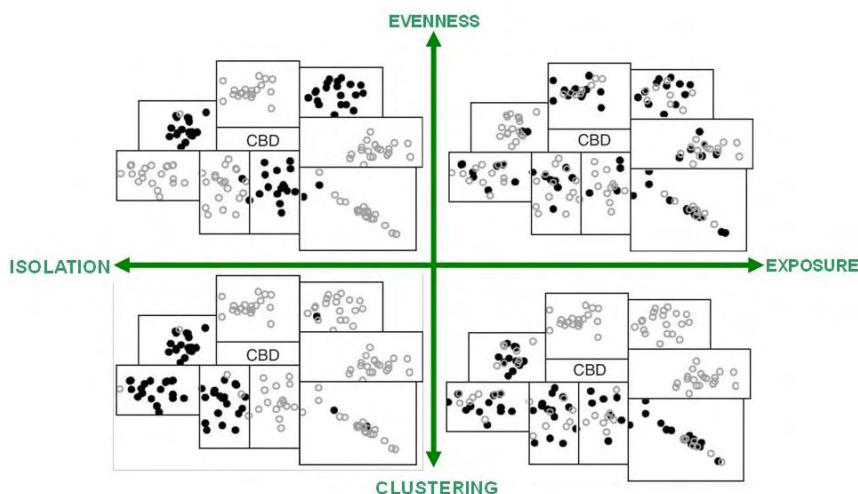 EVENNESS
CBD
CBD
ISOLATION
EXPOSURE
CBD
CBD
CLUSTERING